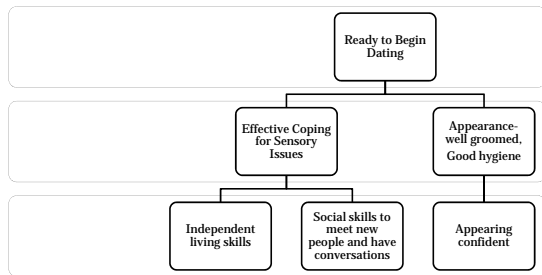 Ready to Begin
Dating
Effective Coping
for Sensory
Issues
Appearance-
well groomed,
Good hygiene
Independent
living skills
Social skills to
meet new
people and have
conversations
Appearing
confident